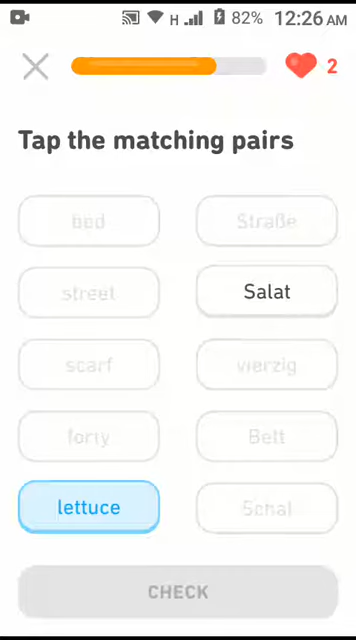 H 82% 12:26 AM
2
Tap the matching pairs
bed Straße
street Salat
scarf vierzig
forty Bett
lettuce Schal
CHECK